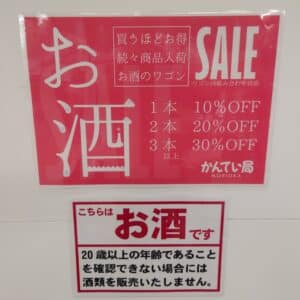 お酒
買うほどお得
続々商品入荷
お酒のワゴン
SALE
1本 10%OFF
2本 20%OFF
3本以上 30%OFF
かんてい局
MORIOKA
こちらは お酒 です
20歳以上の年齢であること
を確認できない場合には
酒類を販売いたしません。